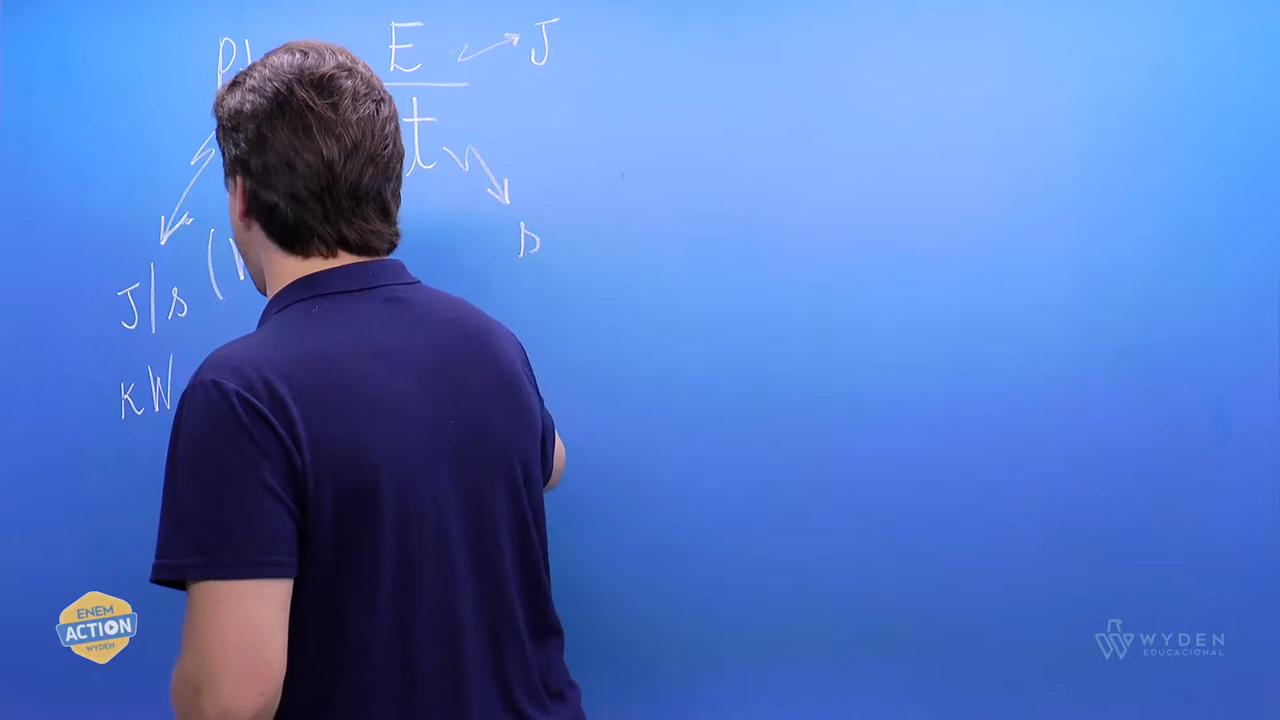 E J
t
s
J/s (
kW
ENEM
ACTION
WYDEN
WYDEN
EDUCACIONAL